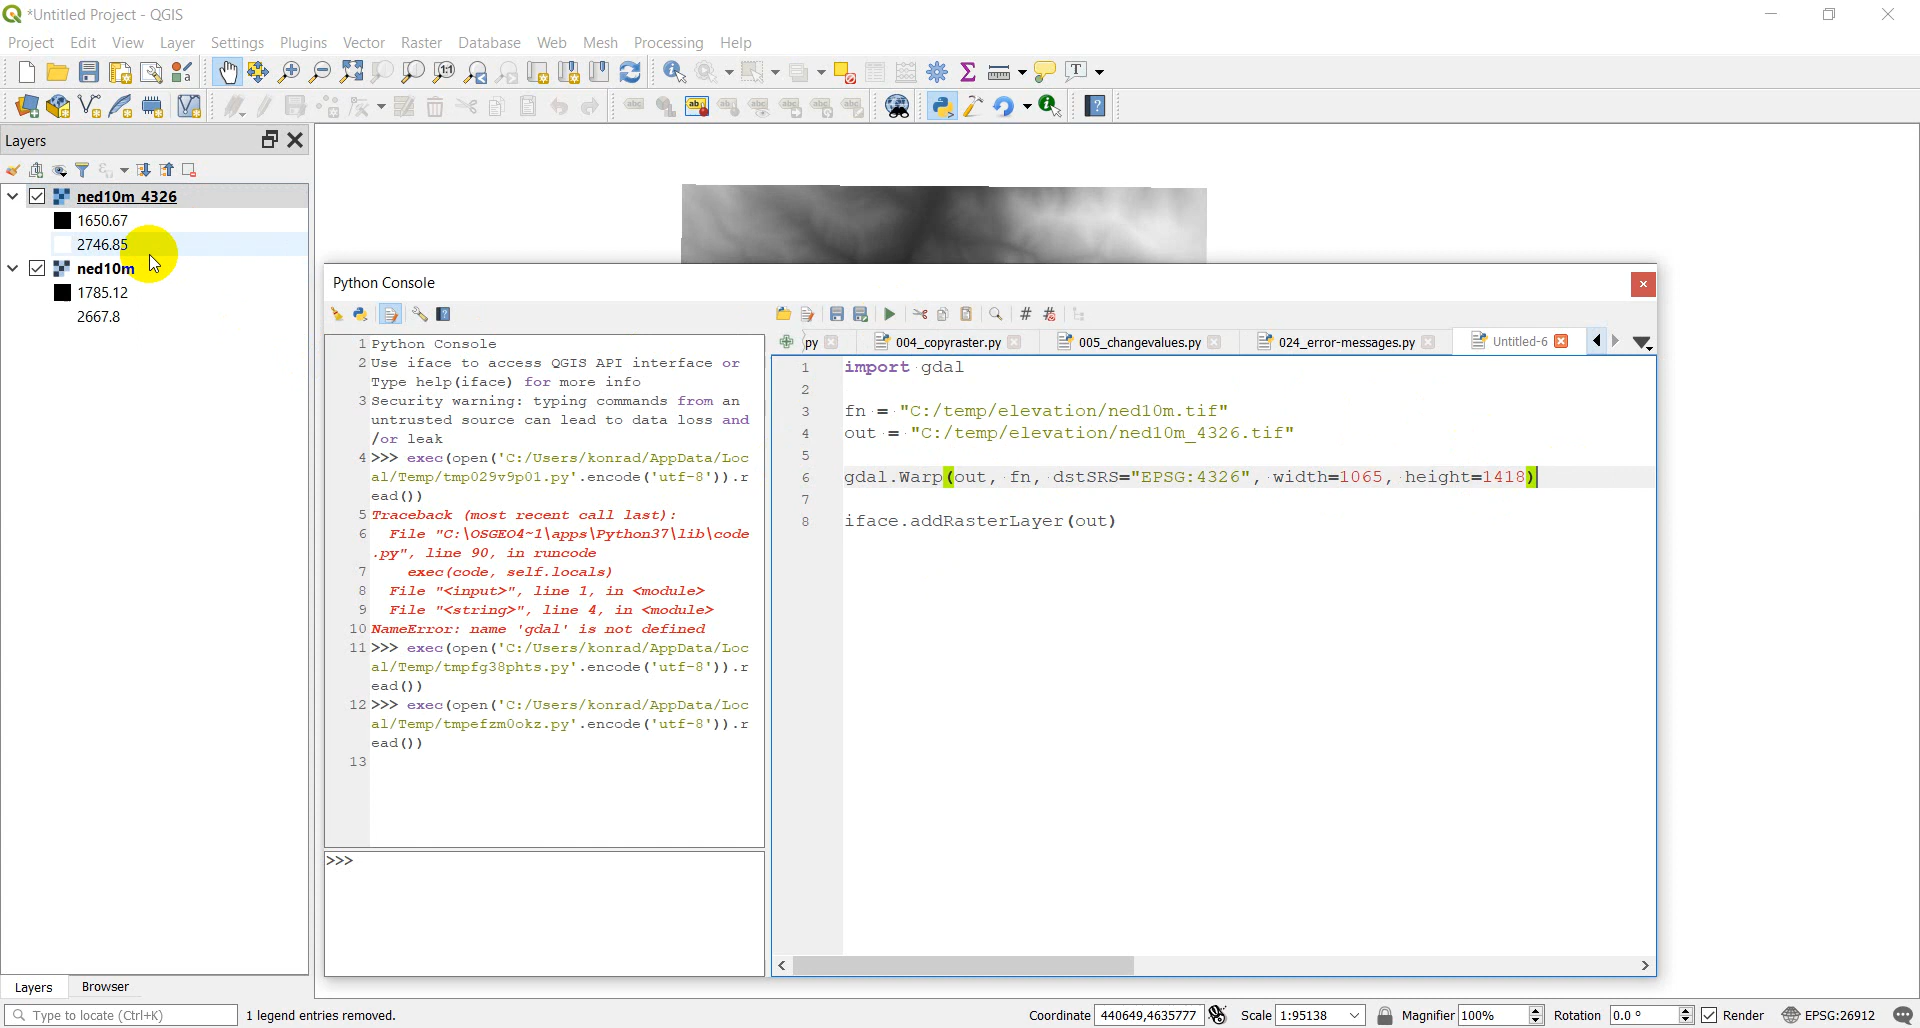 *Untitled Project - QGIS
Project Edit View Layer Settings Plugins Vector Raster Database Web Mesh Processing Help
Layers
ned10m_4326
1650.67
2746.85
ned10m
1785.12
2667.8
Python Console
py 004_copyraster.py 005_changevalues.py 024_error-messages.py Untitled-6
1 Python Console
2 Use iface to access QGIS API interface or
Type help(iface) for more info
3 Security warning: typing commands from an
untrusted source can lead to data loss and
/or leak
4 >>> exec(open('C:/Users/konrad/AppData/Loc
al/Temp/tmp029v9p01.py'.encode('utf-8')).r
ead())
5 Traceback (most recent call last):
6 File "C:\OSGEO4~1\apps\Python37\lib\code
.py", line 90, in runcode
7 exec(code, self.locals)
8 File "<input>", line 1, in <module>
9 File "<string>", line 4, in <module>
10 NameError: name 'gdal' is not defined
11 >>> exec(open('C:/Users/konrad/AppData/Loc
al/Temp/tmpfg38phts.py'.encode('utf-8')).r
ead())
12 >>> exec(open('C:/Users/konrad/AppData/Loc
al/Temp/tmpefzm0okz.py'.encode('utf-8')).r
ead())
13
>>>
1 import gdal
2
3 fn = "C:/temp/elevation/ned10m.tif"
4 out = "C:/temp/elevation/ned10m_4326.tif"
5
6 gdal.Warp(out, fn, dstSRS="EPSG:4326", width=1065, height=1418)
7
8 iface.addRasterLayer(out)
Layers Browser
Type to locate (Ctrl+K) 1 legend entries removed. Coordinate 440649,4635777 Scale 1:95138 Magnifier 100% Rotation 0.0 ° Render EPSG:26912